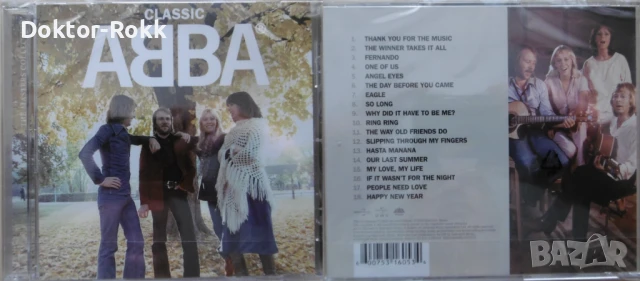 Doktor-Rokk
CLASSIC
ABBA
1. THANK YOU FOR THE MUSIC
2. THE WINNER TAKES IT ALL
3. FERNANDO
4. ONE OF US
5. ANGEL EYES
6. THE DAY BEFORE YOU CAME
7. EAGLE
8. SO LONG
9. WHY DID IT HAVE TO BE ME?
10. RING RING
11. THE WAY OLD FRIENDS DO
12. SLIPPING THROUGH MY FINGERS
13. HASTA MANANA
14. OUR LAST SUMMER
15. MY LOVE, MY LIFE
16. IF IT WASN'T FOR THE NIGHT
17. PEOPLE NEED LOVE
18. HAPPY NEW YEAR
BAZAR